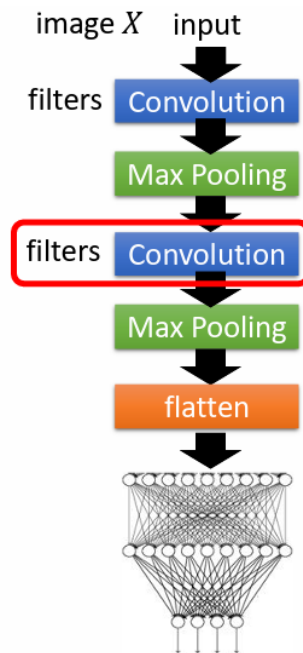 image X input
filters Convolution
Max Pooling
filters Convolution
Max Pooling
flatten